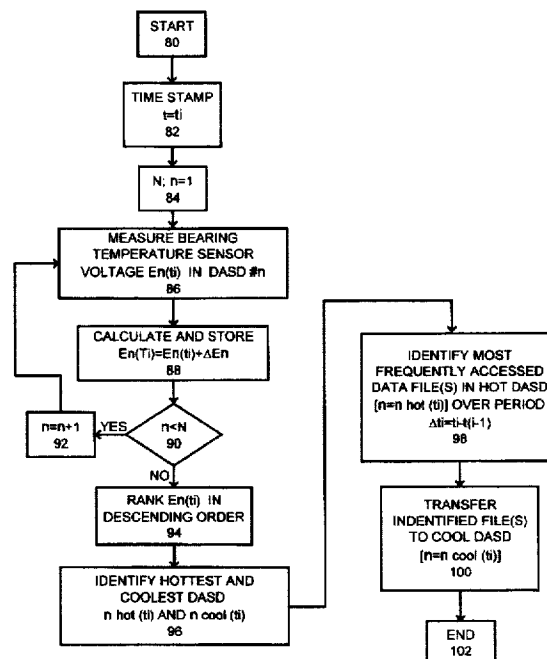 START
80
TIME STAMP
t=ti
82
N; n=1
84
MEASURE BEARING
TEMPERATURE SENSOR
VOLTAGE En(ti) IN DASD #n
86
CALCULATE AND STORE
En(Ti)=En(ti)+ΔEn
88
n<N
90
YES
n=n+1
92
NO
RANK En(ti) IN
DESCENDING ORDER
94
IDENTIFY HOTTEST AND
COOLEST DASD
n hot (ti) AND n cool (ti)
96
IDENTIFY MOST
FREQUENTLY ACCESSED
DATA FILE(S) IN HOT DASD
[n=n hot (ti)] OVER PERIOD
Δti=ti-t(i-1)
98
TRANSFER
INDENTIFIED FILE(S)
TO COOL DASD
[n=n cool (ti)]
100
END
102